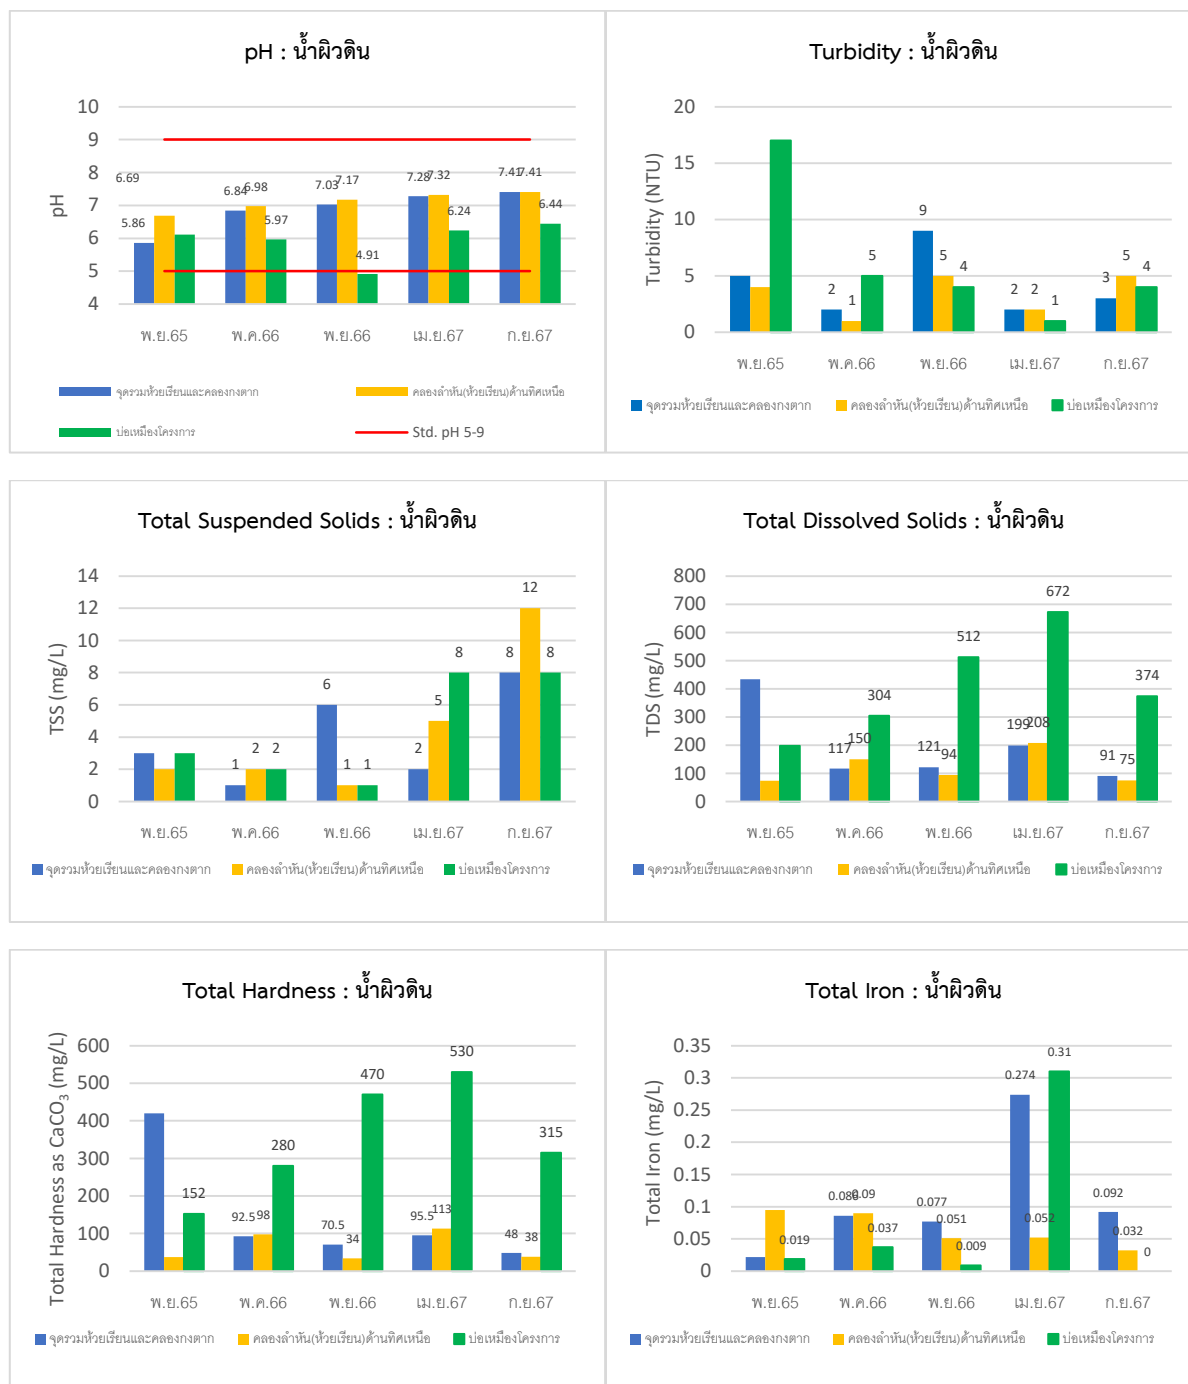 pH : น้ำผิวดิน
10
9
8
7
6
5
4
pH
6.69
5.86
6.84
6.98
5.97
7.03
7.17
4.91
7.28
7.32
6.24
7.41
7.41
6.44
พ.ย.65
พ.ค.66
พ.ย.66
เม.ย.67
ก.ย.67
จุดรวมห้วยเรียนและคลองกงตาก
คลองลำหัน(ห้วยเรียน)ด้านทิศเหนือ
บ่อเหมืองโครงการ
Std. pH 5-9
Turbidity : น้ำผิวดิน
20
15
10
5
0
Turbidity (NTU)
2
1
5
9
5
4
2
2
1
3
5
4
พ.ย.65
พ.ค.66
พ.ย.66
เม.ย.67
ก.ย.67
จุดรวมห้วยเรียนและคลองกงตาก
คลองลำหัน(ห้วยเรียน)ด้านทิศเหนือ
บ่อเหมืองโครงการ
Total Suspended Solids : น้ำผิวดิน
14
12
10
8
6
4
2
0
TSS (mg/L)
1
2
2
6
1
1
2
5
8
8
12
8
พ.ย.65
พ.ค.66
พ.ย.66
เม.ย.67
ก.ย.67
จุดรวมห้วยเรียนและคลองกงตาก
คลองลำหัน(ห้วยเรียน)ด้านทิศเหนือ
บ่อเหมืองโครงการ
Total Dissolved Solids : น้ำผิวดิน
800
700
600
500
400
300
200
100
0
TDS (mg/L)
117
150
304
121
94
512
199
208
672
91
75
374
พ.ย.65
พ.ค.66
พ.ย.66
เม.ย.67
ก.ย.67
จุดรวมห้วยเรียนและคลองกงตาก
คลองลำหัน(ห้วยเรียน)ด้านทิศเหนือ
บ่อเหมืองโครงการ
Total Hardness : น้ำผิวดิน
600
500
400
300
200
100
0
Total Hardness as CaCO₃ (mg/L)
152
92.5
98
280
70.5
34
470
95.5
113
530
48
38
315
พ.ย.65
พ.ค.66
พ.ย.66
เม.ย.67
ก.ย.67
จุดรวมห้วยเรียนและคลองกงตาก
คลองลำหัน(ห้วยเรียน)ด้านทิศเหนือ
บ่อเหมืองโครงการ
Total Iron : น้ำผิวดิน
0.35
0.3
0.25
0.2
0.15
0.1
0.05
0
Total Iron (mg/L)
0.019
0.086
0.09
0.037
0.077
0.051
0.009
0.274
0.052
0.31
0.092
0.032
0
พ.ย.65
พ.ค.66
พ.ย.66
เม.ย.67
ก.ย.67
จุดรวมห้วยเรียนและคลองกงตาก
คลองลำหัน(ห้วยเรียน)ด้านทิศเหนือ
บ่อเหมืองโครงการ